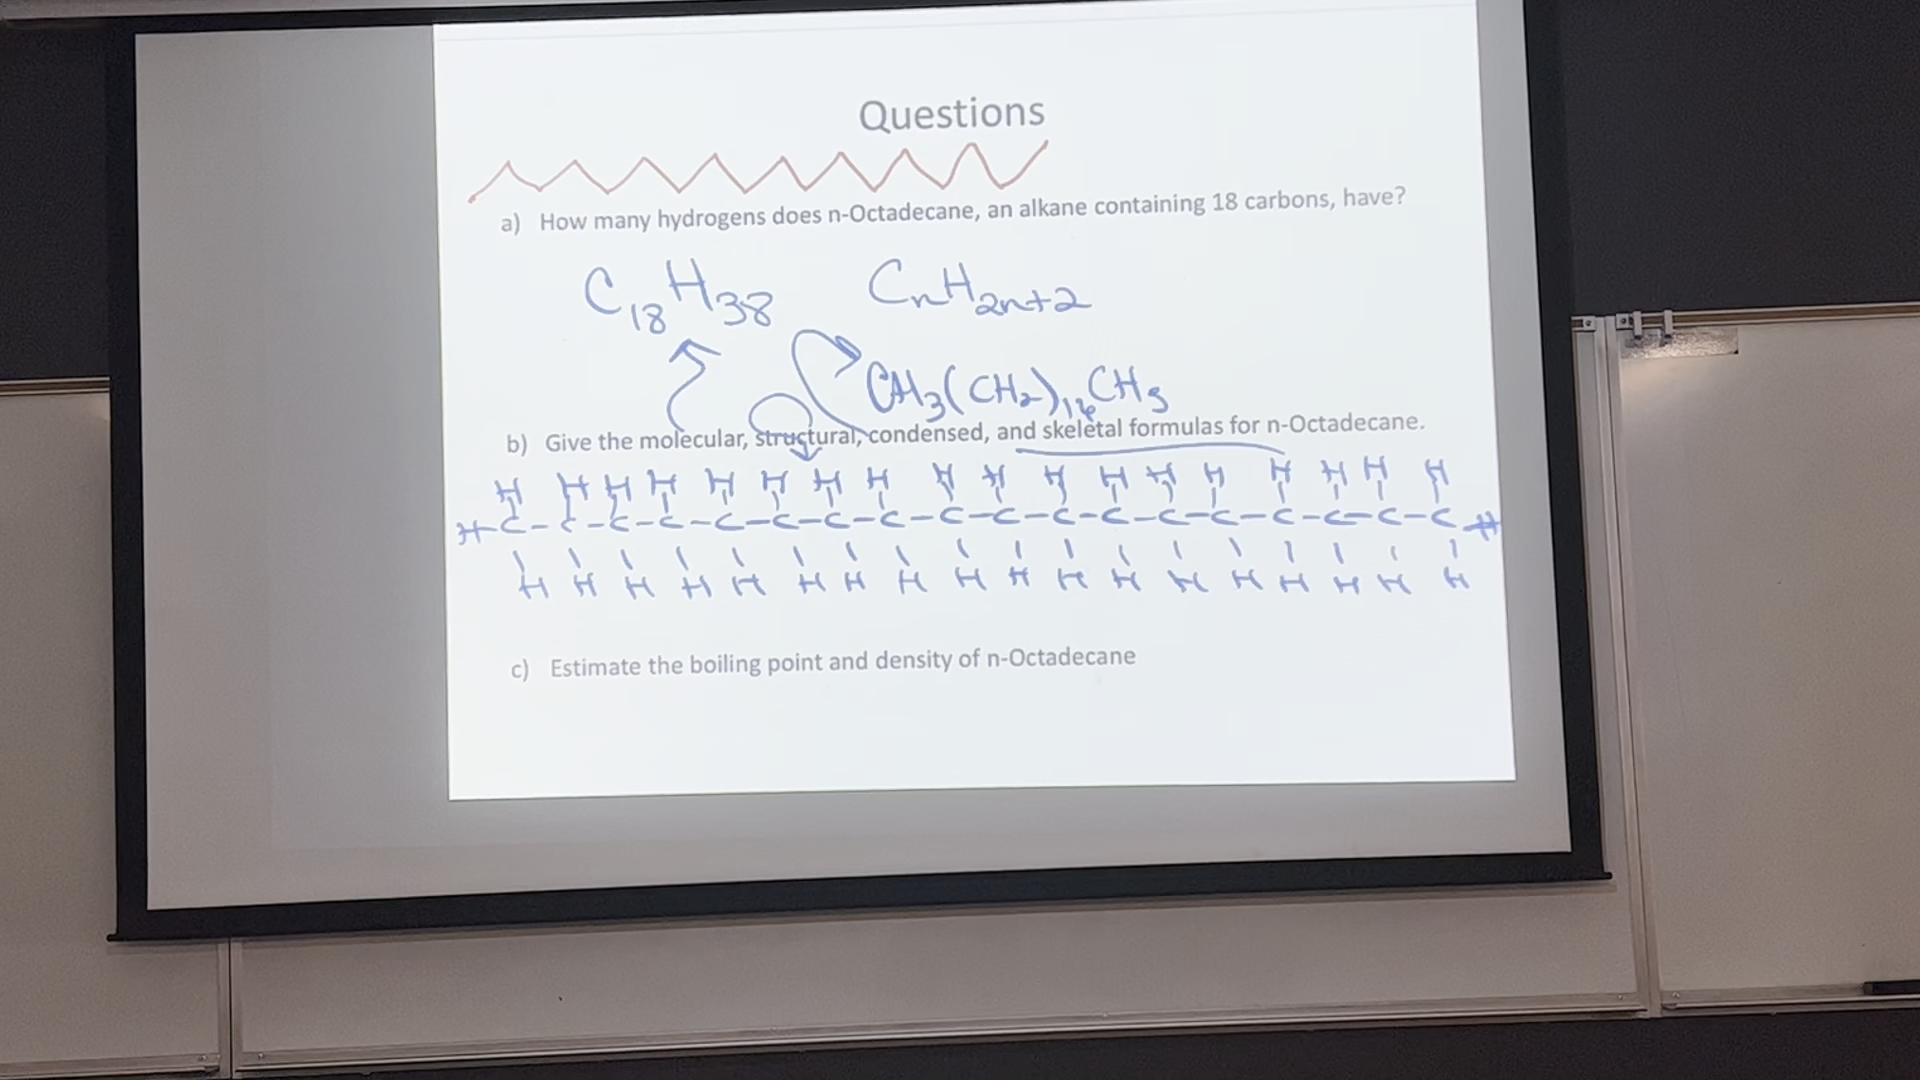 Questions
a) How many hydrogens does n-Octadecane, an alkane containing 18 carbons, have?
C₁₈H₃₈ CₙH₂ₙ₊₂
CH₃(CH₂)₁₆CH₃
b) Give the molecular, structural, condensed, and skeletal formulas for n-Octadecane.
H H H H H H H H H H H H H H H H H H
H-C-C-C-C-C-C-C-C-C-C-C-C-C-C-C-C-C-C-H
H H H H H H H H H H H H H H H H H H
c) Estimate the boiling point and density of n-Octadecane